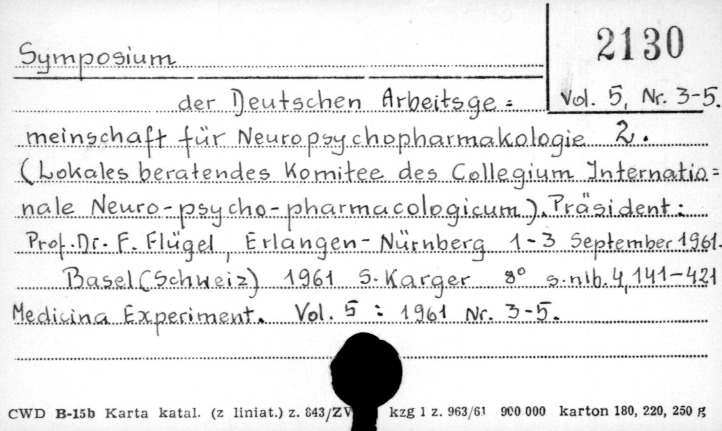 Symposium
2130
der Deutschen Arbeitsge=
Vol. 5, Nr. 3-5.
meinschaft für Neuropsychopharmakologie 2.
(Lokales beratendes Komitee des Collegium Internatio=
nale Neuro-psycho-pharmacologicum). Präsident:
Prof. Dr. F. Flügel, Erlangen-Nürnberg 1-3 September 1961.
Basel (Schweiz) 1961 S. Karger 8° s. nlb. 4, 141-421
Medicina Experiment. Vol. 5 : 1961 Nr. 3-5.
CWD B-15b Karta katal. (z liniat.) z. 843/ZV kzg 1 z. 963/61 900 000 karton 180, 220, 250 g